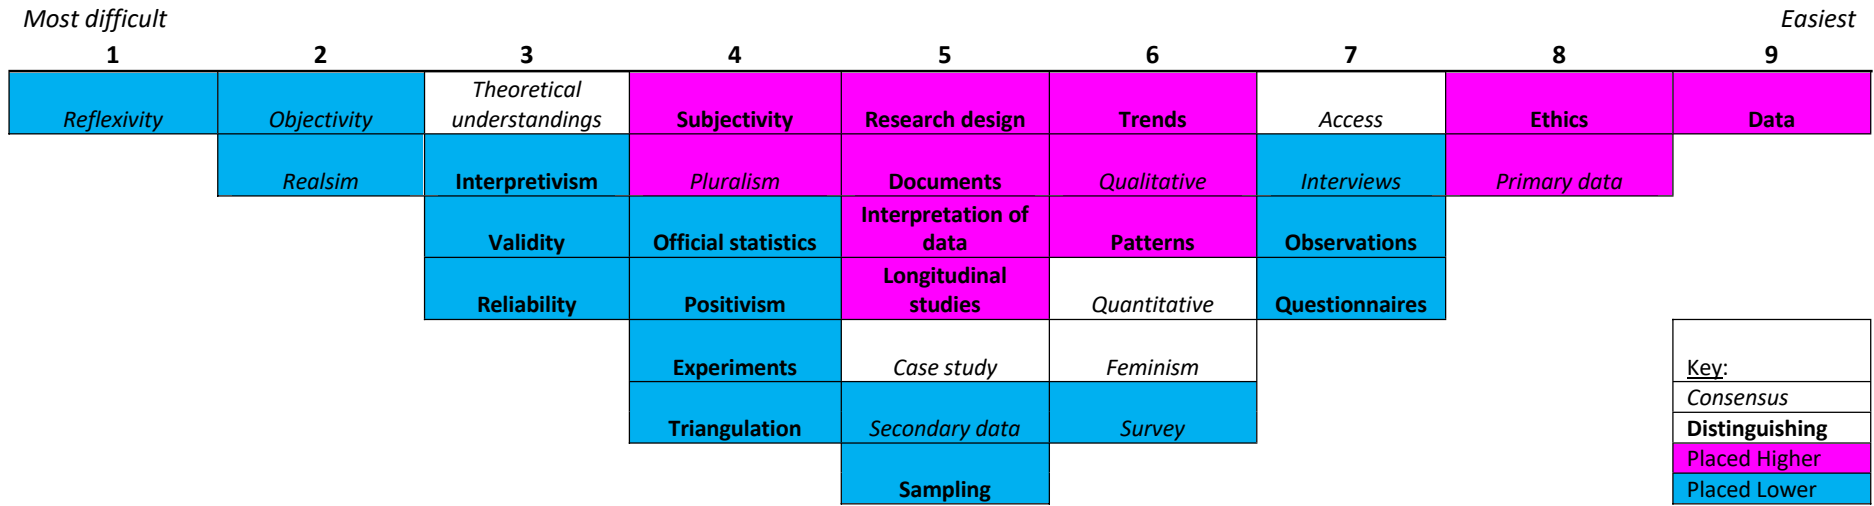 Most difficult Easiest
1 2 3 4 5 6 7 8 9
Reflexivity Objectivity Theoretical understandings Subjectivity Research design Trends Access Ethics Data
Realsim Interpretivism Pluralism Documents Qualitative Interviews Primary data
Validity Official statistics Interpretation of data Patterns Observations
Reliability Positivism Longitudinal studies Quantitative Questionnaires
Experiments Case study Feminism Key:
Consensus
Triangulation Secondary data Survey Distinguishing
Placed Higher
Sampling Placed Lower